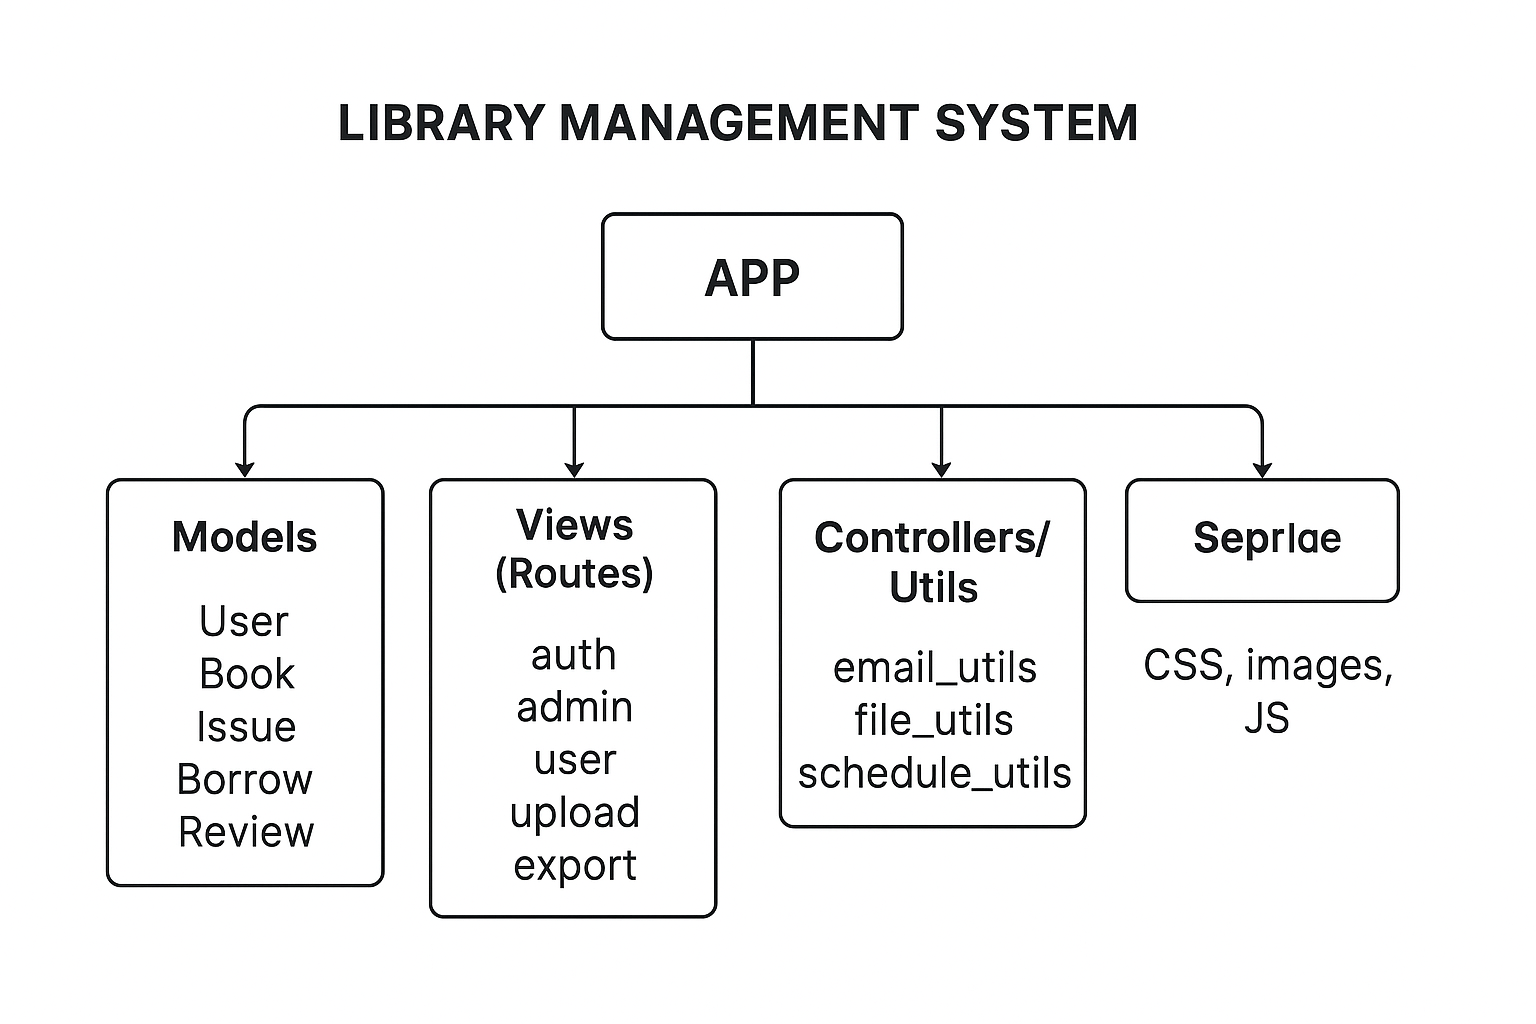 LIBRARY MANAGEMENT SYSTEM
APP
Models
User
Book
Issue
Borrow
Review
Views
(Routes)
auth
admin
user
upload
export
Controllers/
Utils
email_utils
file_utils
schedule_utils
Seprlae
CSS, images,
JS